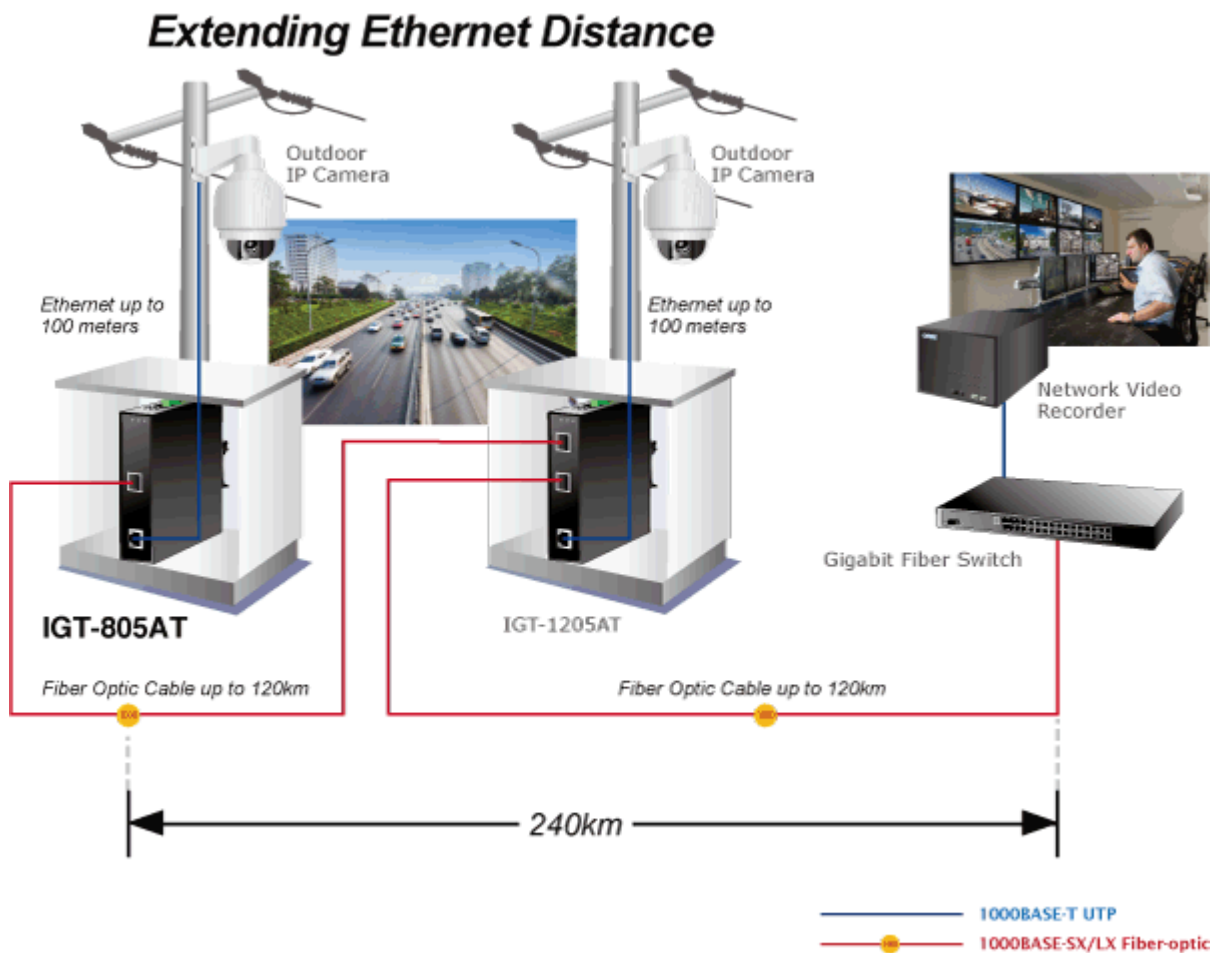 Extending Ethernet Distance
Outdoor
IP Camera
Outdoor
IP Camera
Ethernet up to
100 meters
Ethernet up to
100 meters
Network Video
Recorder
Gigabit Fiber Switch
IGT-805AT
IGT-1205AT
Fiber Optic Cable up to 120km
Fiber Optic Cable up to 120km
240km
1000BASE-T UTP
1000BASE-SX/LX Fiber-optic